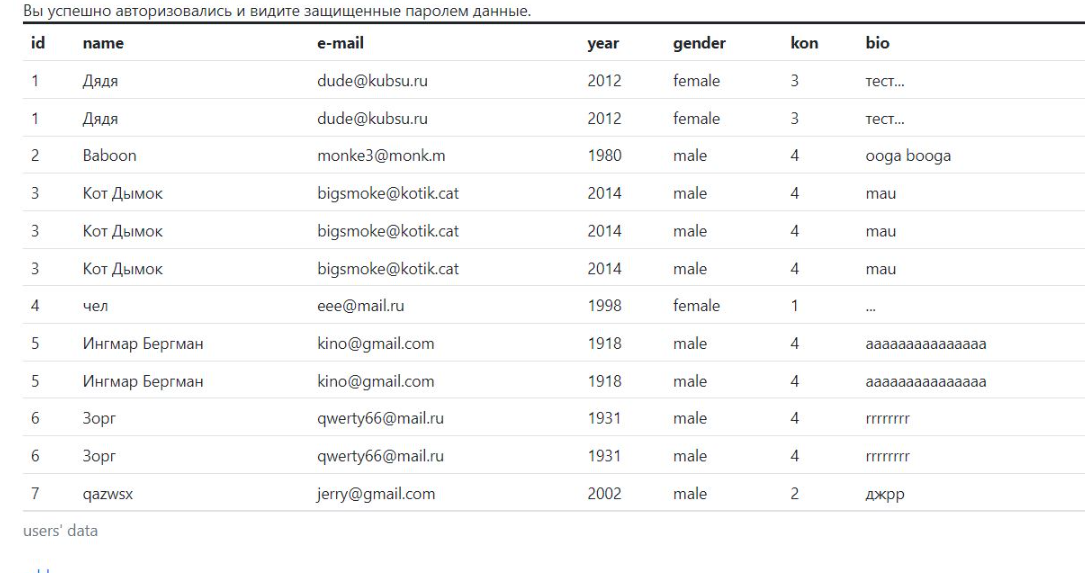 Вы успешно авторизовались и видите защищенные паролем данные.
id name e-mail year gender kon bio
1 Дядя dude@kubsu.ru 2012 female 3 тест...
1 Дядя dude@kubsu.ru 2012 female 3 тест...
2 Baboon monke3@monk.m 1980 male 4 ooga booga
3 Кот Дымок bigsmoke@kotik.cat 2014 male 4 mau
3 Кот Дымок bigsmoke@kotik.cat 2014 male 4 mau
3 Кот Дымок bigsmoke@kotik.cat 2014 male 4 mau
4 чел eee@mail.ru 1998 female 1 ...
5 Ингмар Бергман kino@gmail.com 1918 male 4 aaaaaaaaaaaaaaa
5 Ингмар Бергман kino@gmail.com 1918 male 4 aaaaaaaaaaaaaaa
6 Зорг qwerty66@mail.ru 1931 male 4 rrrrrrrr
6 Зорг qwerty66@mail.ru 1931 male 4 rrrrrrrr
7 qazwsx jerry@gmail.com 2002 male 2 джрр
users' data